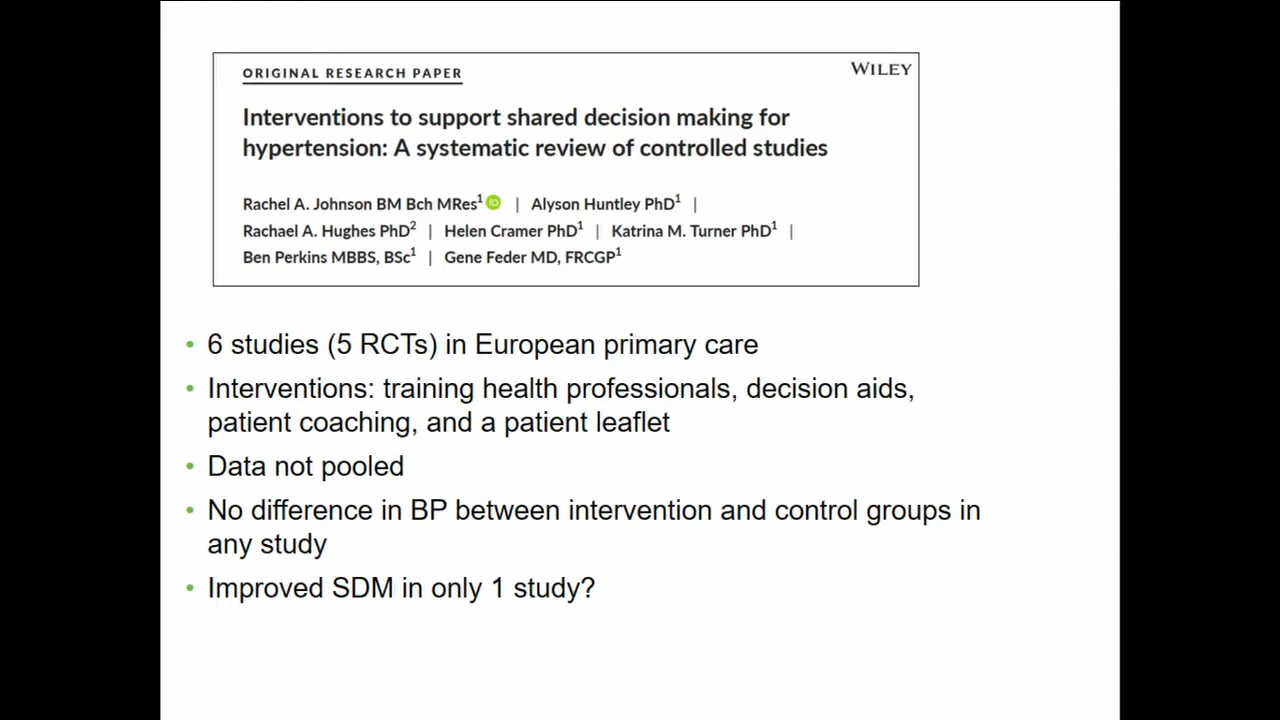 ORIGINAL RESEARCH PAPER
WILEY
Interventions to support shared decision making for
hypertension: A systematic review of controlled studies
Rachel A. Johnson BM Bch MRes1 iD | Alyson Huntley PhD1 |
Rachael A. Hughes PhD2 | Helen Cramer PhD1 | Katrina M. Turner PhD1 |
Ben Perkins MBBS, BSc1 | Gene Feder MD, FRCGP1
• 6 studies (5 RCTs) in European primary care
• Interventions: training health professionals, decision aids,
patient coaching, and a patient leaflet
• Data not pooled
• No difference in BP between intervention and control groups in
any study
• Improved SDM in only 1 study?